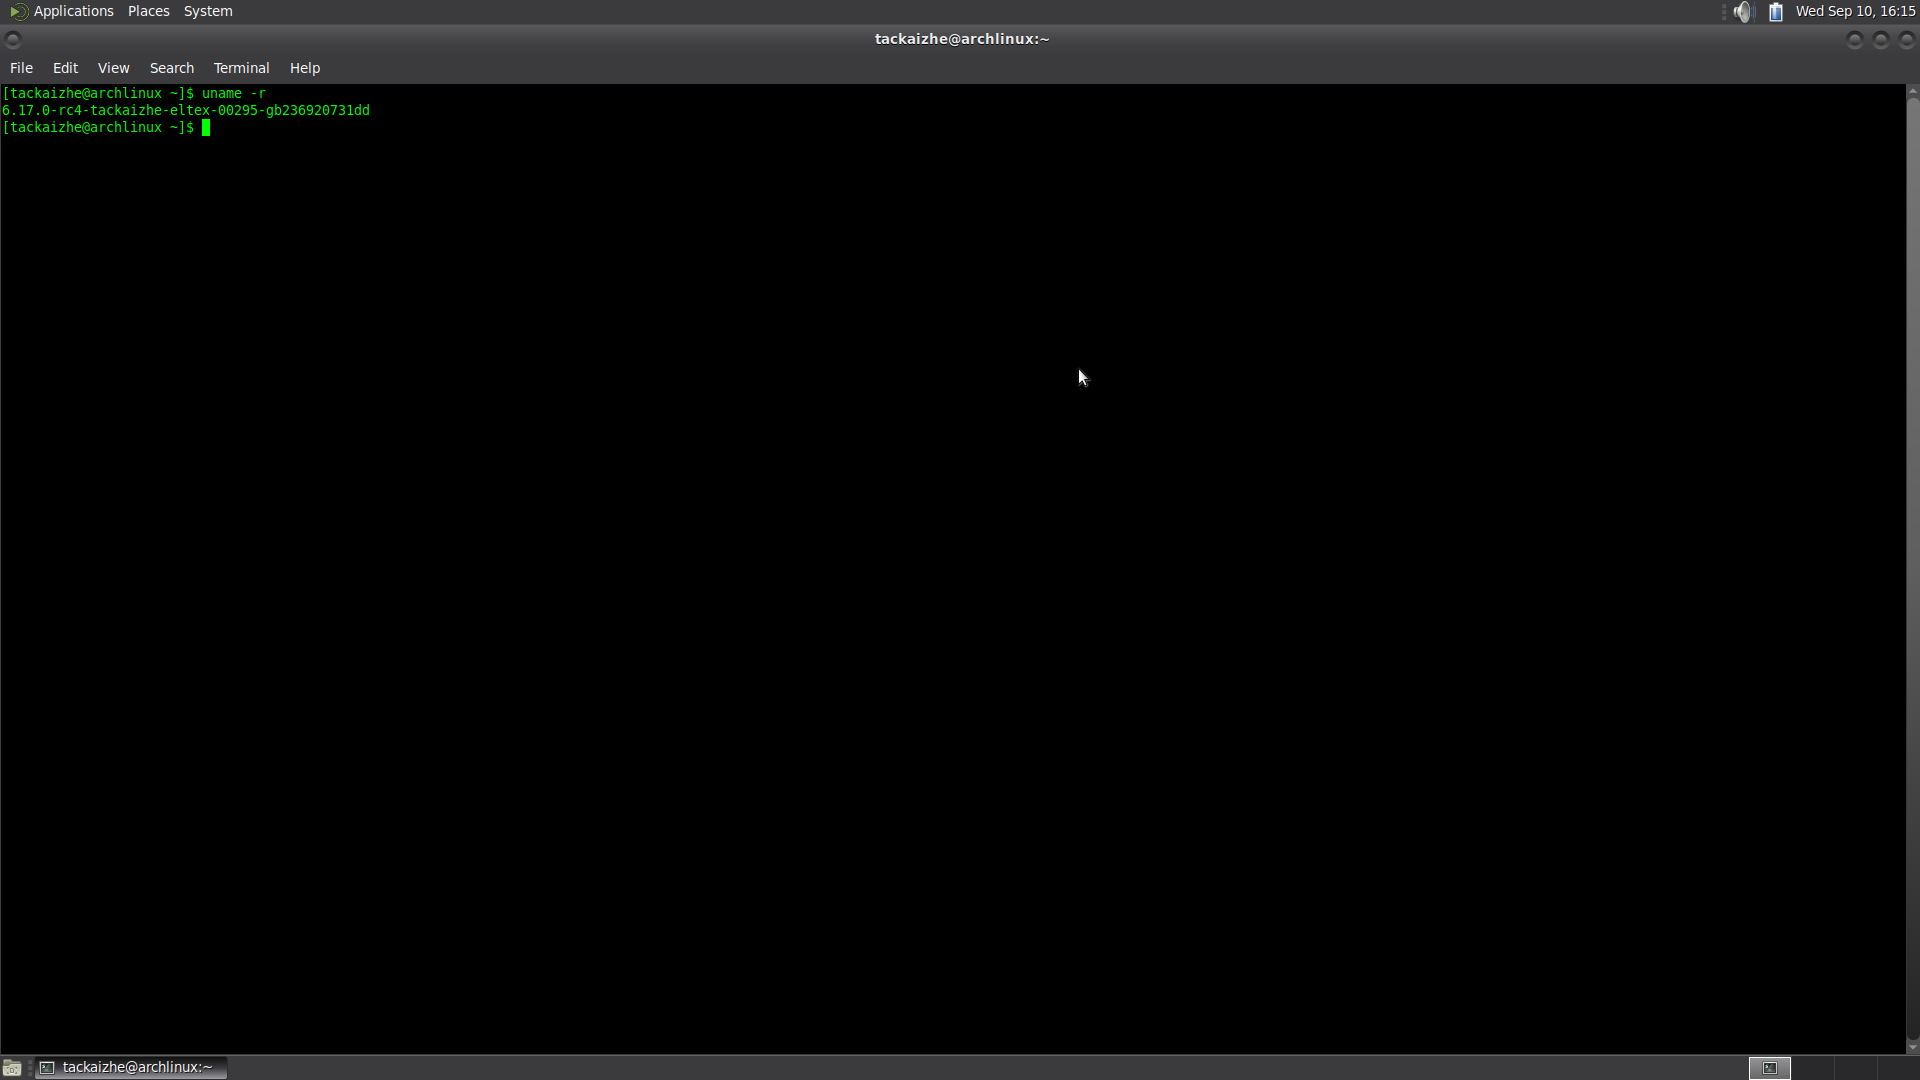 Applications Places System
Wed Sep 10, 16:15
tackaizhe@archlinux:~
File Edit View Search Terminal Help
[tackaizhe@archlinux ~]$ uname -r
6.17.0-rc4-tackaizhe-eltex-00295-gb236920731dd
[tackaizhe@archlinux ~]$
tackaizhe@archlinux:~